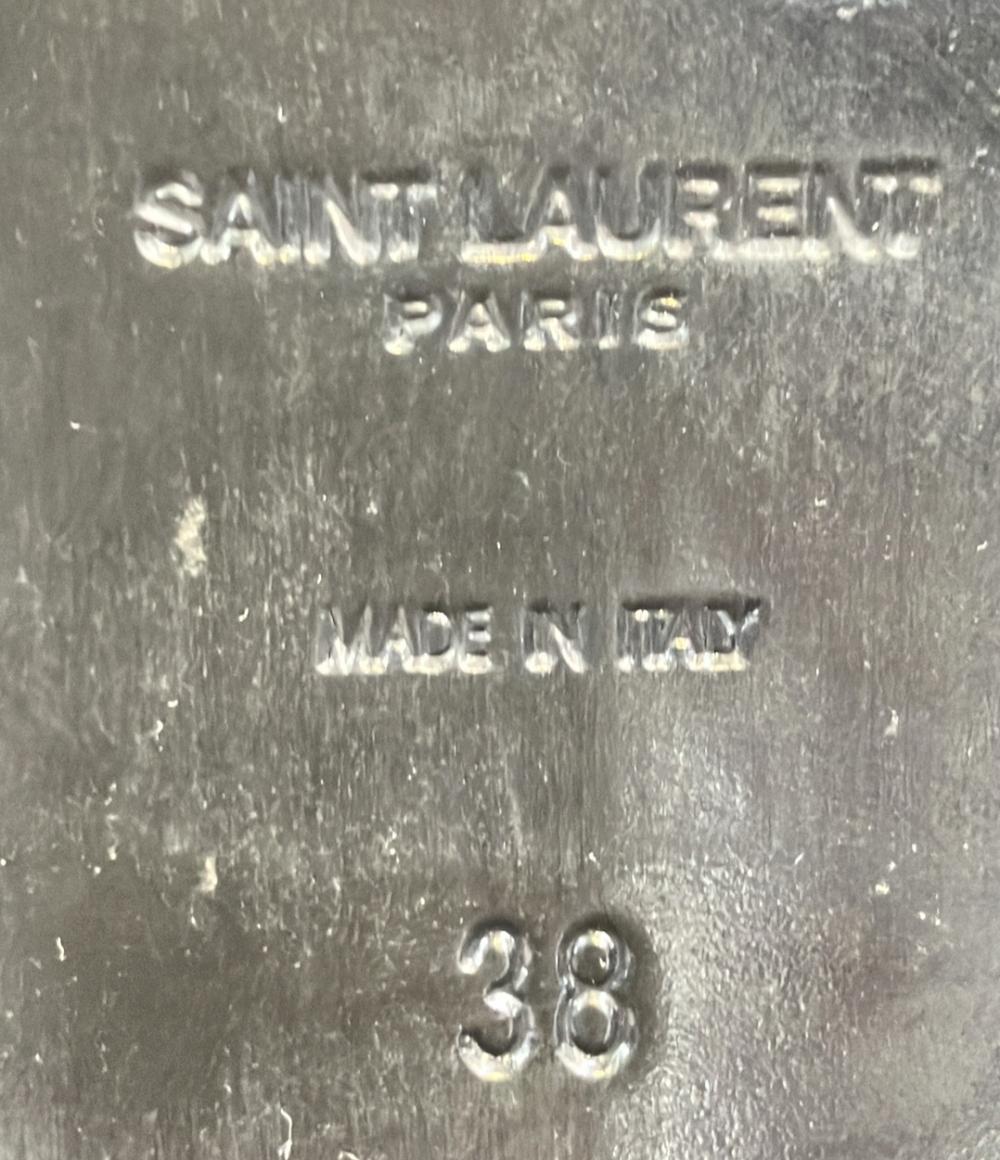 SAINT LAURENT
PARIS
MADE IN ITALY
38